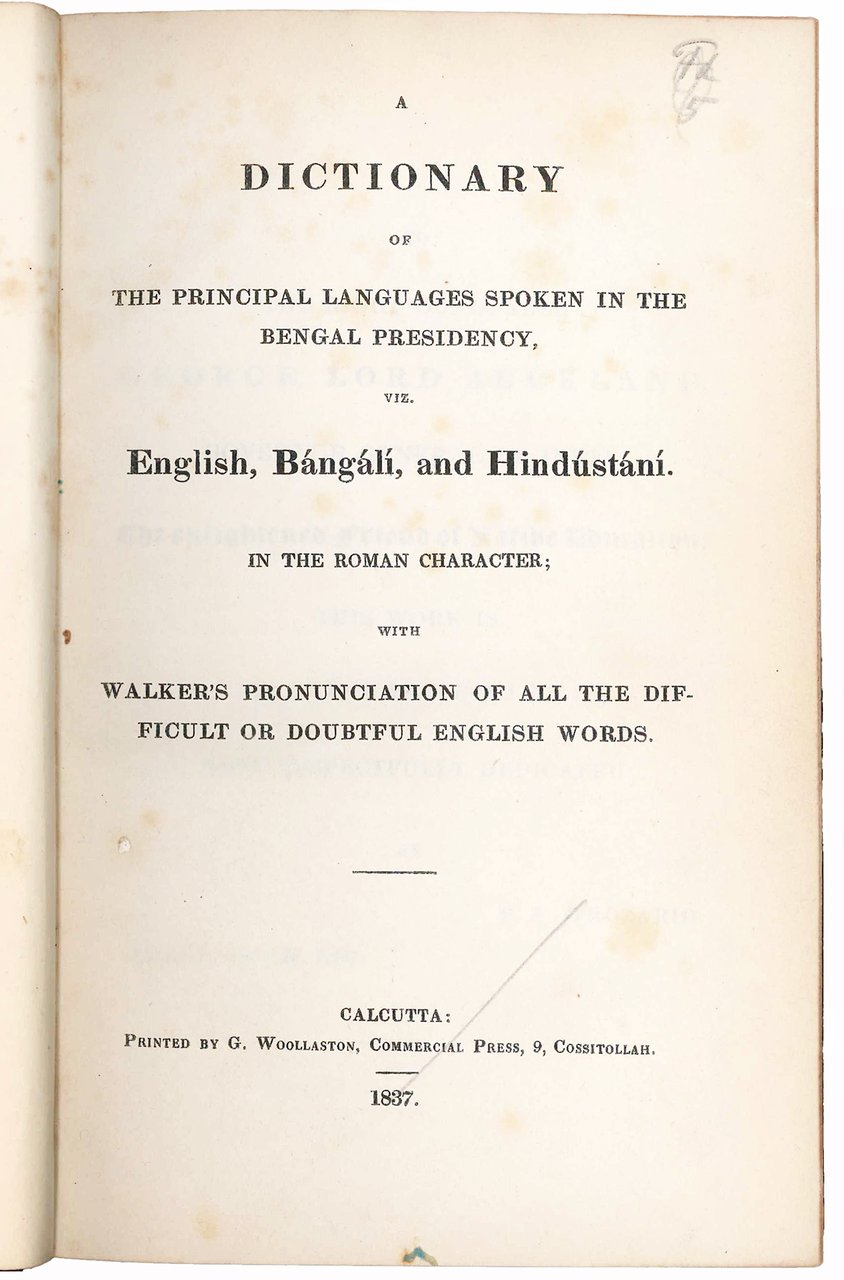 A
DICTIONARY
OF
THE PRINCIPAL LANGUAGES SPOKEN IN THE
BENGAL PRESIDENCY,
VIZ.
English, Bángálí, and Hindústání.
IN THE ROMAN CHARACTER;
WITH
WALKER'S PRONUNCIATION OF ALL THE DIF-
FICULT OR DOUBTFUL ENGLISH WORDS.
CALCUTTA:
PRINTED BY G. WOOLLASTON, COMMERCIAL PRESS, 9, COSSITOLLAH.
1837.